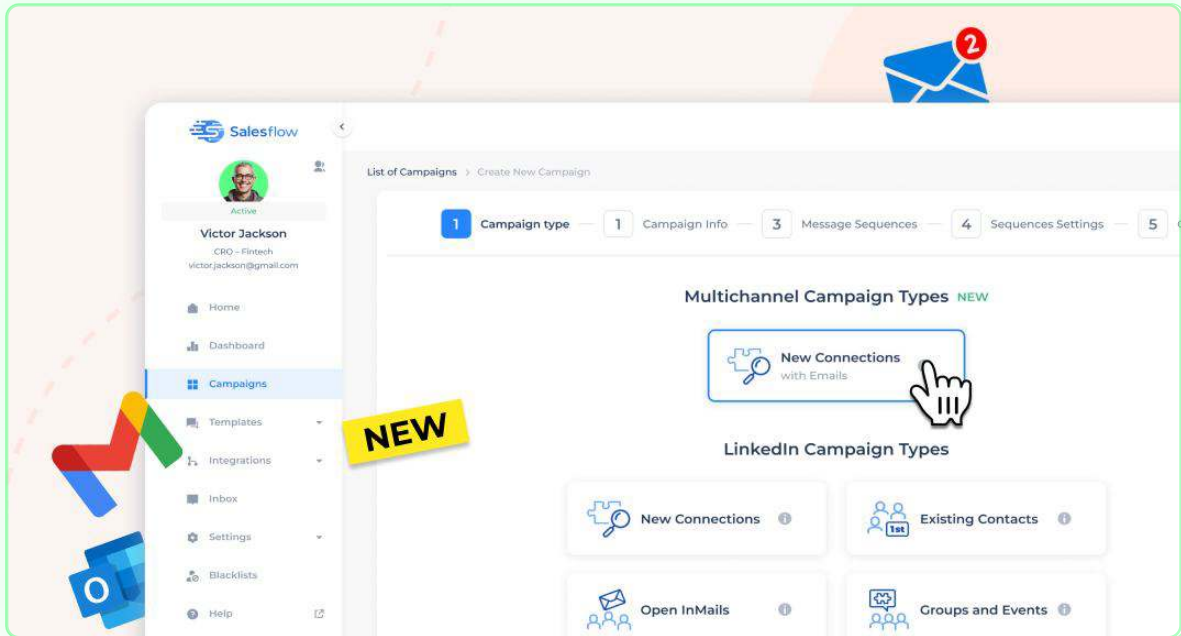 2
Salesflow
List of Campaigns > Create New Campaign
Active
Victor Jackson
CRO - Fintech
victor.jackson@gmail.com
1 Campaign type — 1 Campaign Info — 3 Message Sequences — 4 Sequences Settings — 5
Multichannel Campaign Types NEW
New Connections
with Emails
Home
Dashboard
Campaigns
Templates
Integrations
Inbox
Settings
Blacklists
Help
NEW
O
LinkedIn Campaign Types
New Connections
Existing Contacts
1st
Open InMails
Groups and Events